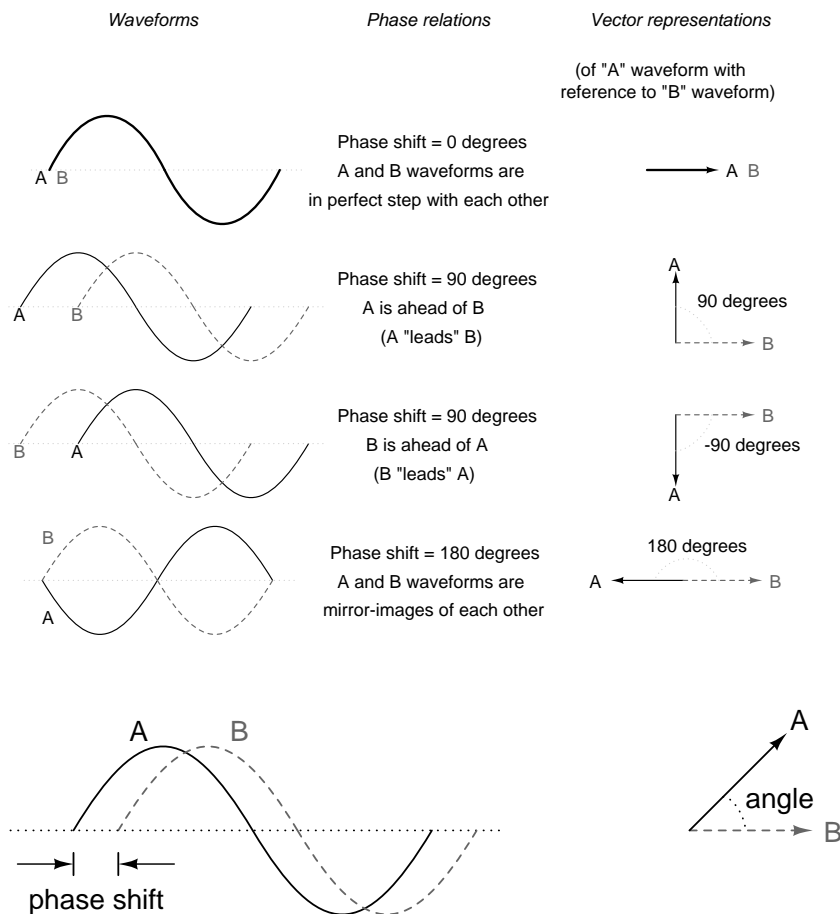 Waveforms
Phase relations
Vector representations
(of "A" waveform with
reference to "B" waveform)
A B
Phase shift = 0 degrees
A and B waveforms are
in perfect step with each other
A B
A
B
Phase shift = 90 degrees
A is ahead of B
(A "leads" B)
A
90 degrees
B
B
A
Phase shift = 90 degrees
B is ahead of A
(B "leads" A)
B
-90 degrees
A
B
A
Phase shift = 180 degrees
A and B waveforms are
mirror-images of each other
180 degrees
A
B
A
B
phase shift
A
angle
B